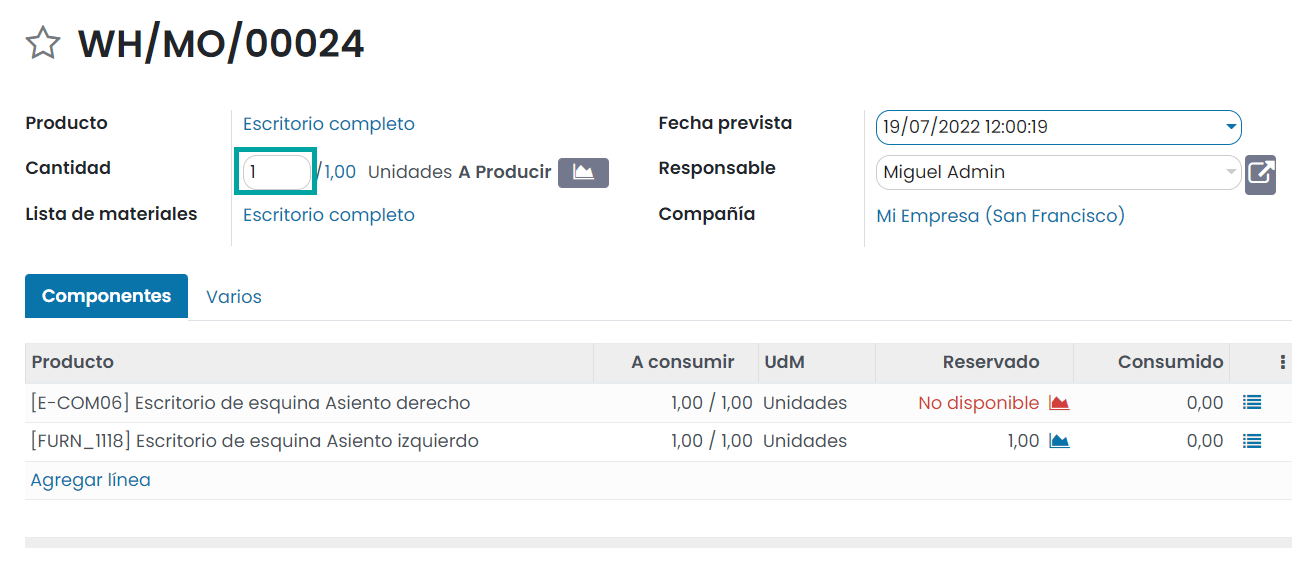 WH/MO/00024
Producto Escritorio completo Fecha prevista 19/07/2022 12:00:19
Cantidad 1 /1,00 Unidades A Producir Responsable Miguel Admin
Lista de materiales Escritorio completo Compañía Mi Empresa (San Francisco)
Componentes Varios
Producto A consumir UdM Reservado Consumido
[E-COM06] Escritorio de esquina Asiento derecho 1,00 / 1,00 Unidades No disponible 0,00
[FURN_1118] Escritorio de esquina Asiento izquierdo 1,00 / 1,00 Unidades 1,00 0,00
Agregar línea